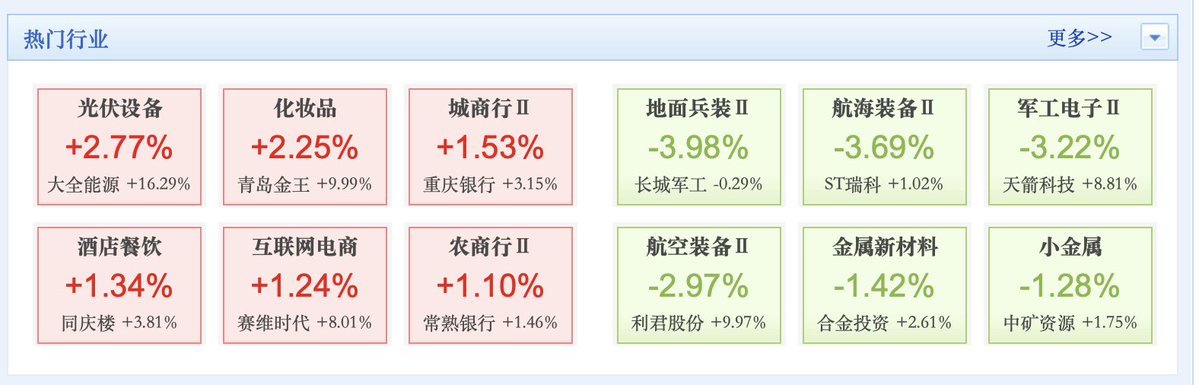 热门行业
更多>>
光伏设备
+2.77%
大全能源 +16.29%
化妆品
+2.25%
青岛金王 +9.99%
城商行Ⅱ
+1.53%
重庆银行 +3.15%
地面兵装Ⅱ
-3.98%
长城军工 -0.29%
航海装备Ⅱ
-3.69%
ST瑞科 +1.02%
军工电子Ⅱ
-3.22%
天箭科技 +8.81%
酒店餐饮
+1.34%
同庆楼 +3.81%
互联网电商
+1.24%
赛维时代 +8.01%
农商行Ⅱ
+1.10%
常熟银行 +1.46%
航空装备Ⅱ
-2.97%
利君股份 +9.97%
金属新材料
-1.42%
合金投资 +2.61%
小金属
-1.28%
中矿资源 +1.75%